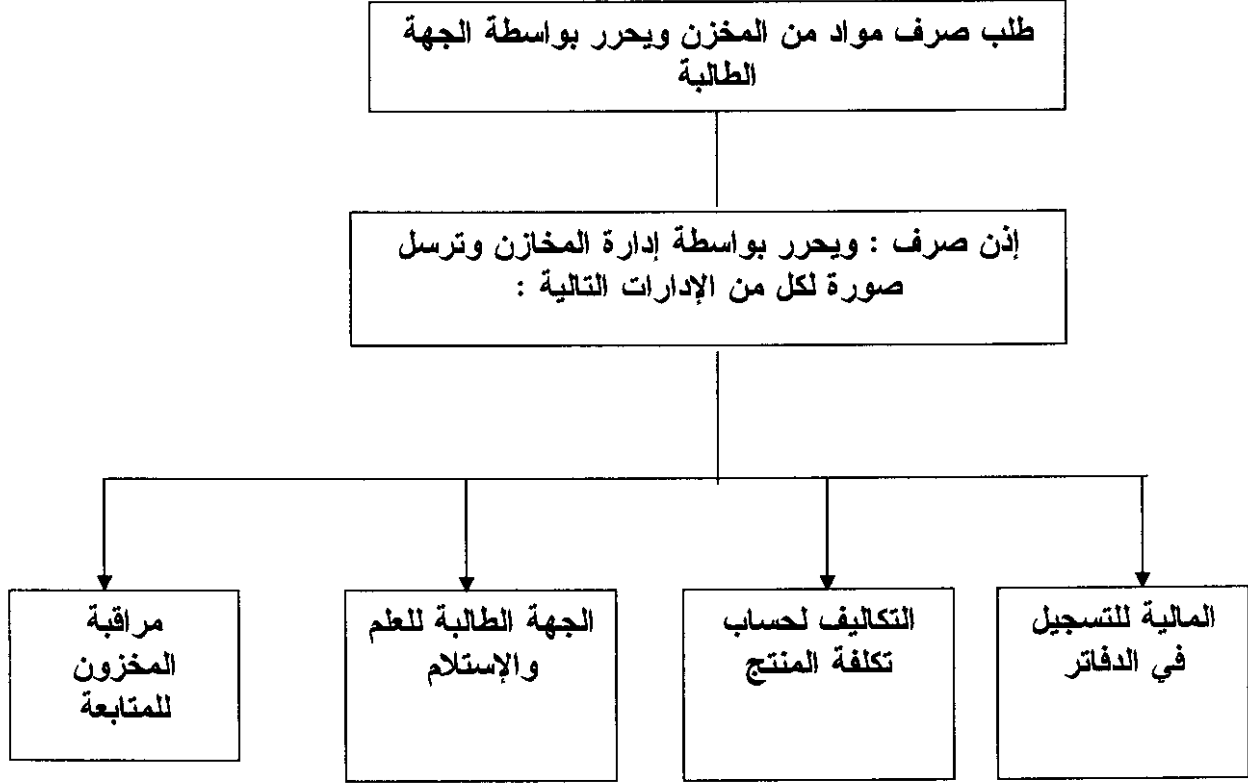 طلب صرف مواد من المخزن ويحرر بواسطة الجهة
الطالبة
إذن صرف : ويحرر بواسطة إدارة المخازن وترسل
صورة لكل من الإدارات التالية :
المالية للتسجيل
في الدفاتر
التكاليف لحساب
تكلفة المنتج
الجهة الطالبة للعلم
والإستلام
مراقبة
المخزون
للمتابعة